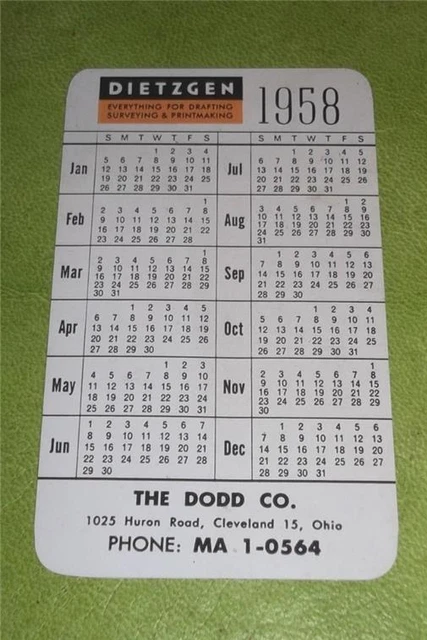 DIETZGEN
EVERYTHING FOR DRAFTING
SURVEYING & PRINTMAKING
1958
S M T W T F S
Jan
1 2 3 4
5 6 7 8 9 10 11
12 13 14 15 16 17 18
19 20 21 22 23 24 25
26 27 28 29 30 31
Feb
1
2 3 4 5 6 7 8
9 10 11 12 13 14 15
16 17 18 19 20 21 22
23 24 25 26 27 28
Mar
1
2 3 4 5 6 7 8
9 10 11 12 13 14 15
16 17 18 19 20 21 22
23 24 25 26 27 28 29
30 31
Apr
1 2 3 4 5
6 7 8 9 10 11 12
13 14 15 16 17 18 19
20 21 22 23 24 25 26
27 28 29 30
May
1 2 3
4 5 6 7 8 9 10
11 12 13 14 15 16 17
18 19 20 21 22 23 24
25 26 27 28 29 30 31
Jun
1 2 3 4 5 6 7
8 9 10 11 12 13 14
15 16 17 18 19 20 21
22 23 24 25 26 27 28
29 30
S M T W T F S
Jul
1 2 3 4 5
6 7 8 9 10 11 12
13 14 15 16 17 18 19
20 21 22 23 24 25 26
27 28 29 30 31
Aug
1 2
3 4 5 6 7 8 9
10 11 12 13 14 15 16
17 18 19 20 21 22 23
24 25 26 27 28 29 30
31
Sep
1 2 3 4 5 6
7 8 9 10 11 12 13
14 15 16 17 18 19 20
21 22 23 24 25 26 27
28 29 30
Oct
1 2 3 4
5 6 7 8 9 10 11
12 13 14 15 16 17 18
19 20 21 22 23 24 25
26 27 28 29 30 31
Nov
1
2 3 4 5 6 7 8
9 10 11 12 13 14 15
16 17 18 19 20 21 22
23 24 25 26 27 28 29
30
Dec
1 2 3 4 5 6
7 8 9 10 11 12 13
14 15 16 17 18 19 20
21 22 23 24 25 26 27
28 29 30 31
THE DODD CO.
1025 Huron Road, Cleveland 15, Ohio
PHONE: MA 1-0564